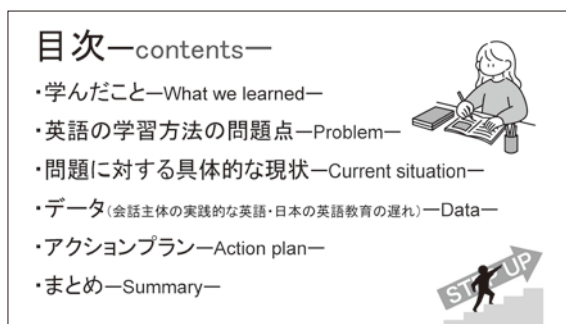 目次ーcontentsー
・学んだことーWhat we learnedー
・英語の学習方法の問題点ーProblemー
・問題に対する具体的な現状ーCurrent situationー
・データ(会話主体の実践的な英語・日本の英語教育の遅れ)ーDataー
・アクションプランーAction planー
・まとめーSummaryー
STEP UP